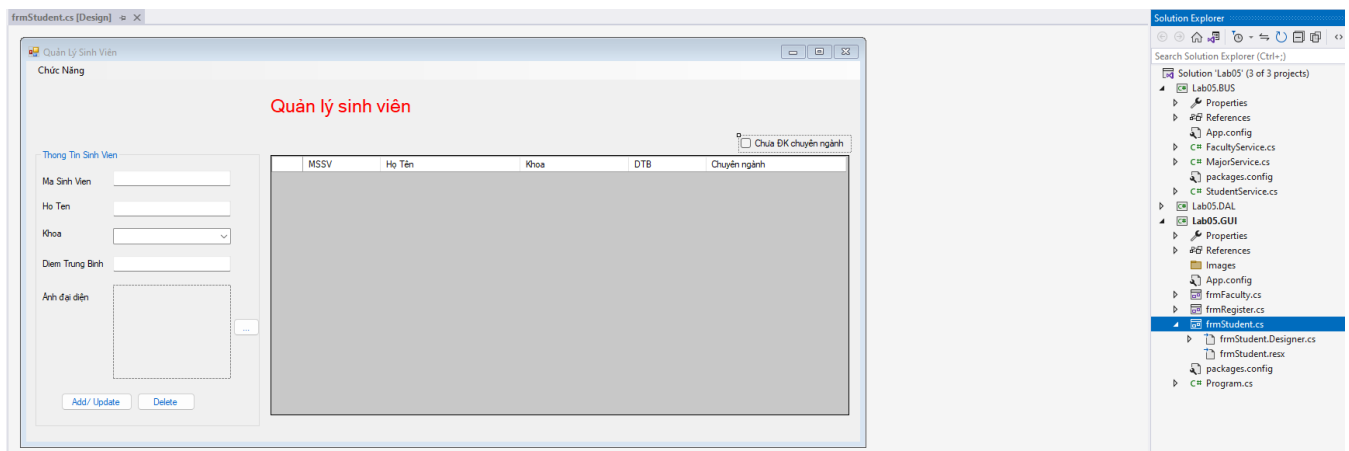 frmStudent.cs [Design]
Quản Lý Sinh Viên
Chức Năng
Quản lý sinh viên
Chưa ĐK chuyên ngành
Thong Tin Sinh Vien
Ma Sinh Vien
Ho Ten
Khoa
Diem Trung Binh
Ảnh đại diện
...
Add/ Update Delete
MSSV Họ Tên Khoa DTB Chuyên ngành
Solution Explorer
Search Solution Explorer (Ctrl+;)
Solution 'Lab05' (3 of 3 projects)
Lab05.BUS
Properties
References
App.config
C# FacultyService.cs
C# MajorService.cs
packages.config
C# StudentService.cs
Lab05.DAL
Lab05.GUI
Properties
References
Images
App.config
frmFaculty.cs
frmRegister.cs
frmStudent.cs
frmStudent.Designer.cs
frmStudent.resx
packages.config
C# Program.cs